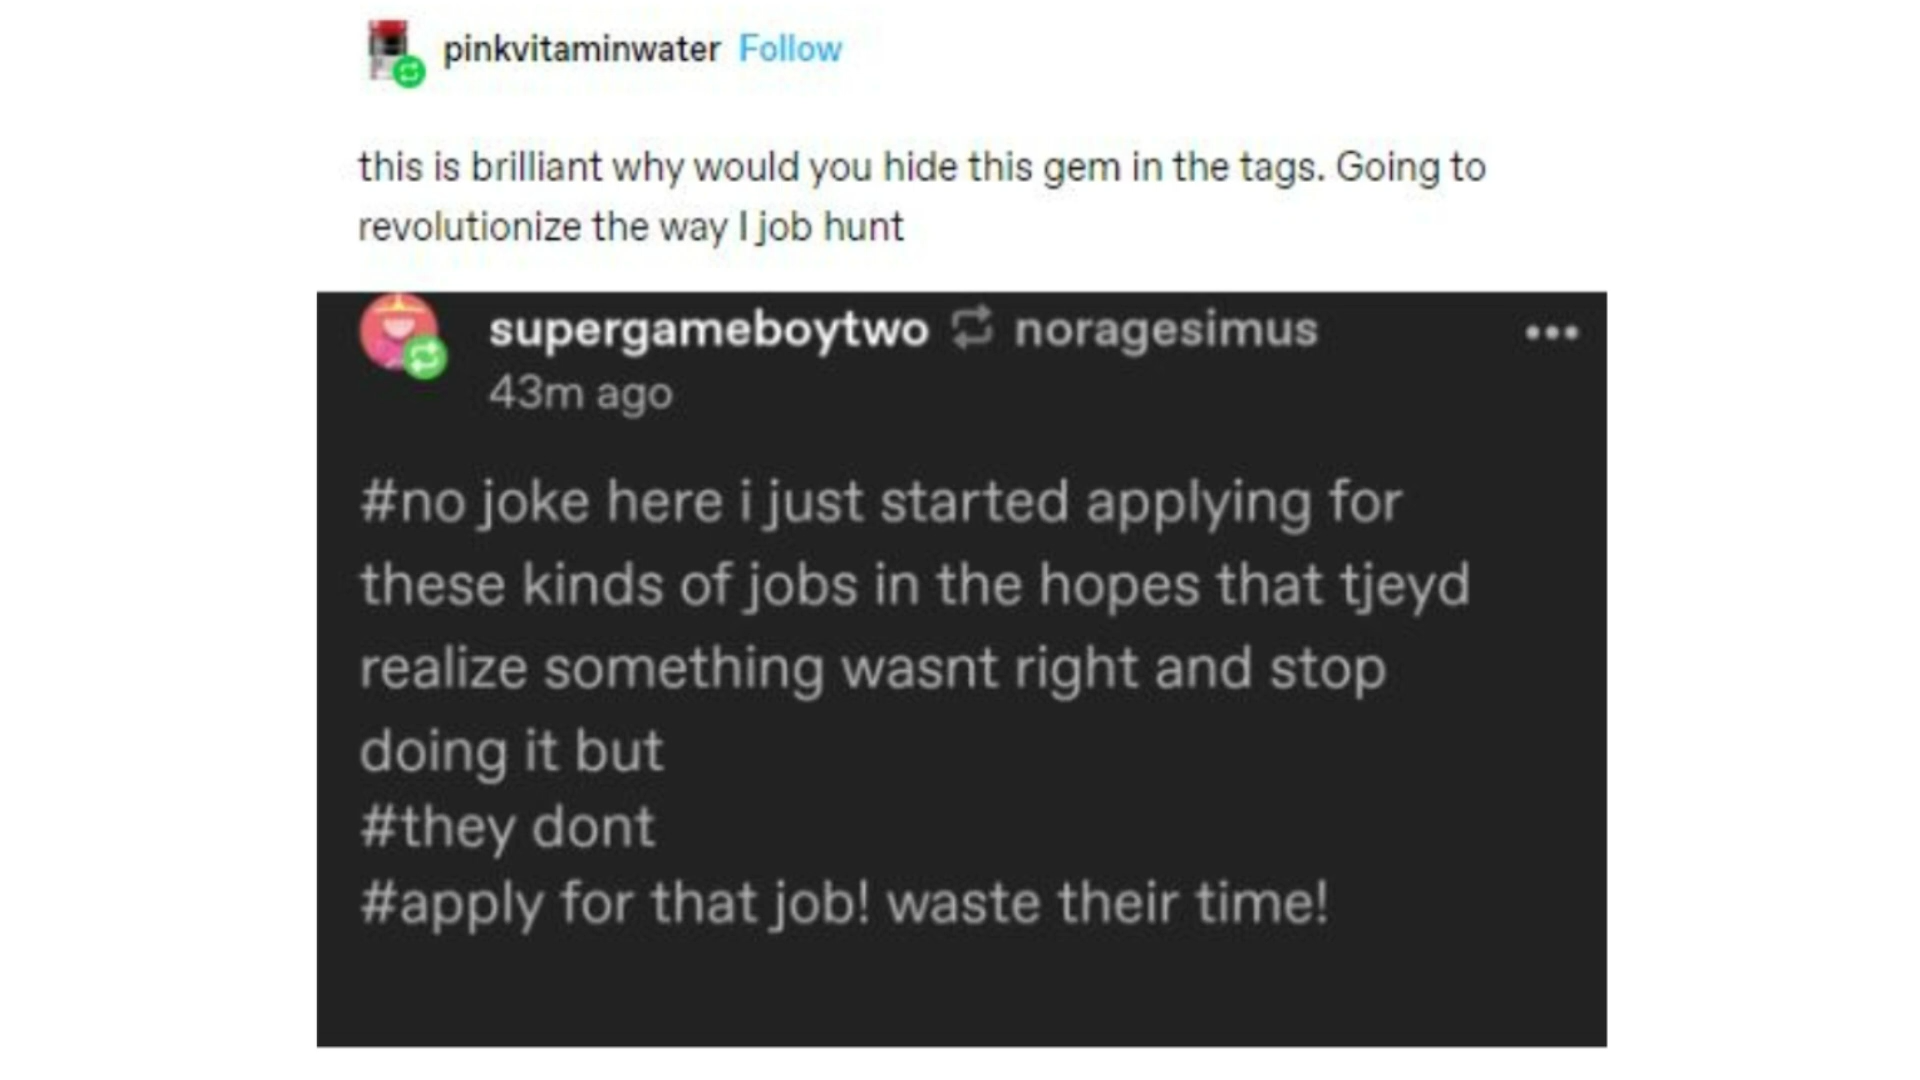 pinkvitaminwater Follow
this is brilliant why would you hide this gem in the tags. Going to
revolutionize the way I job hunt
supergameboytwo noragesimus
43m ago
#no joke here i just started applying for
these kinds of jobs in the hopes that tjeyd
realize something wasnt right and stop
doing it but
#they dont
#apply for that job! waste their time!